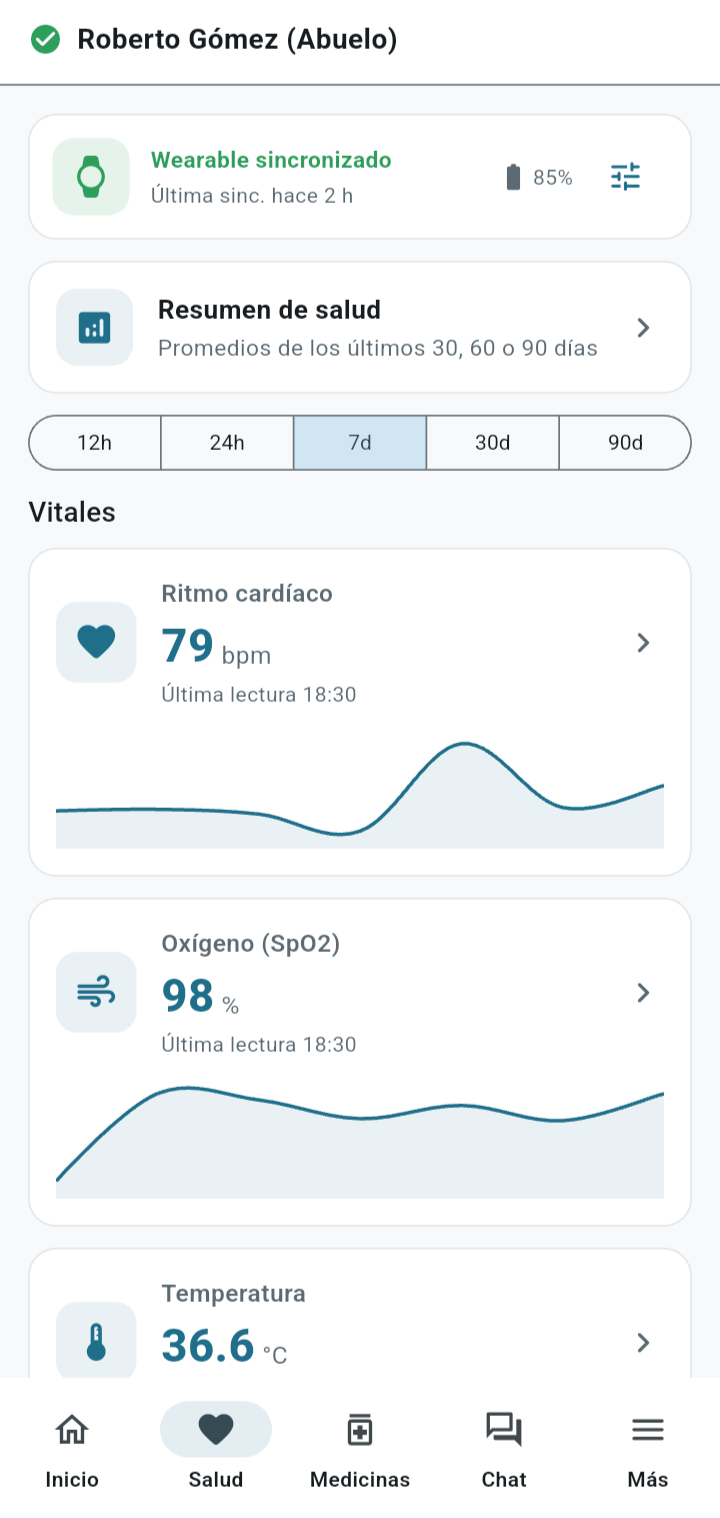 Roberto Gómez (Abuelo)
Wearable sincronizado
Última sinc. hace 2 h
85%
Resumen de salud
Promedios de los últimos 30, 60 o 90 días
12h
24h
7d
30d
90d
Vitales
Ritmo cardíaco
79 bpm
Última lectura 18:30
Oxígeno (SpO2)
98 %
Última lectura 18:30
Temperatura
36.6 °C
Inicio
Salud
Medicinas
Chat
Más